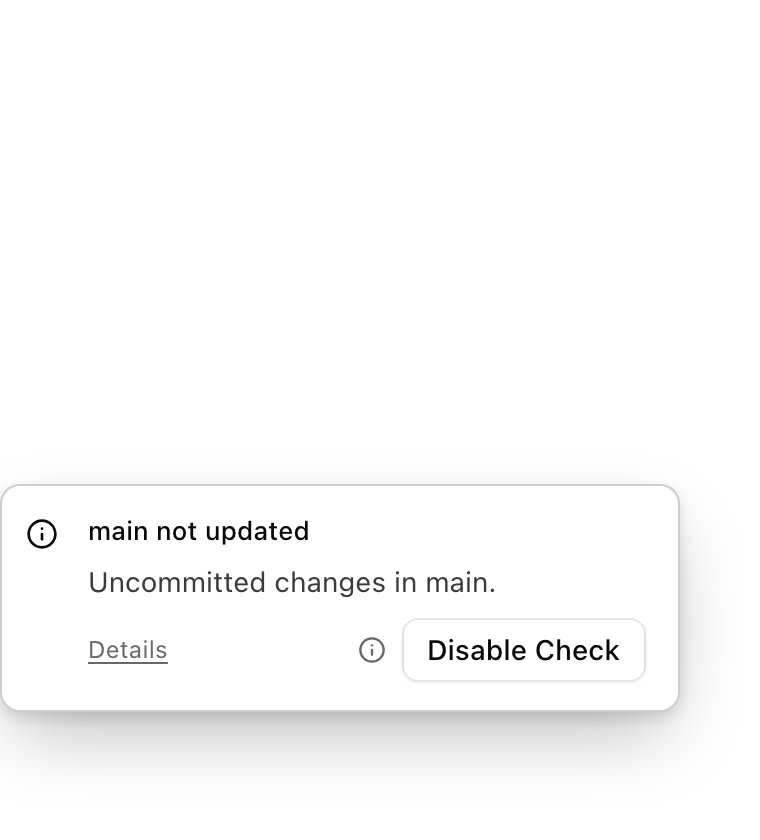 main not updated
Uncommitted changes in main.
Details
Disable Check